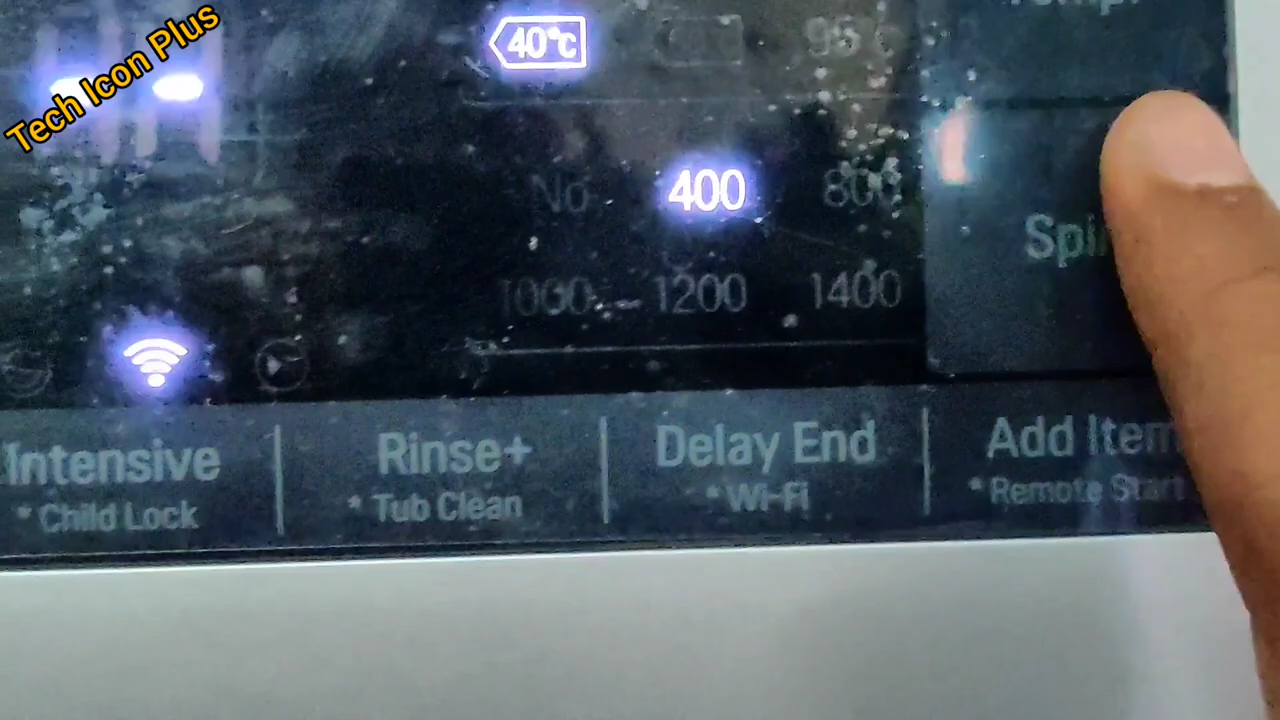 Tech Icon Plus
40°C
95°C
No 400 800
1000 1200 1400
Intensive
* Child Lock
Rinse+
* Tub Clean
Delay End
* Wi-Fi
Add Item
* Remote Start